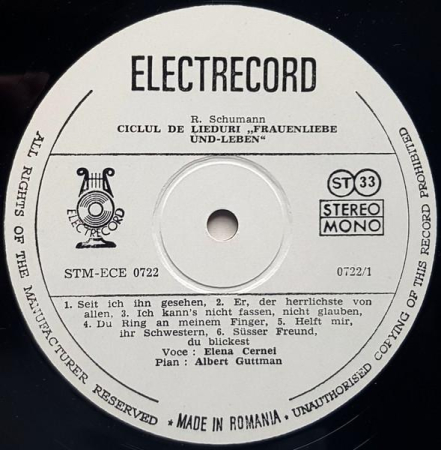 ELECTRECORD
R. Schumann
CICLUL DE LIEDURI „FRAUENLIEBE
UND-LEBEN“
ELECTRECORD
ST 33
STEREO
MONO
STM-ECE 0722
0722/1
1. Seit ich ihn gesehen, 2. Er, der herrlichste von
allen, 3. Ich kann's nicht fassen, nicht glauben,
4. Du Ring an meinem Finger, 5. Helft mir,
ihr Schwestern, 6. Süsser Freund,
du blickest
Voce : Elena Cernei
Pian : Albert Guttman
ALL RIGHTS OF THE MANUFACTURER RESERVED * MADE IN ROMANIA * UNAUTHORISED COPYING OF THIS RECORD PROHIBITED